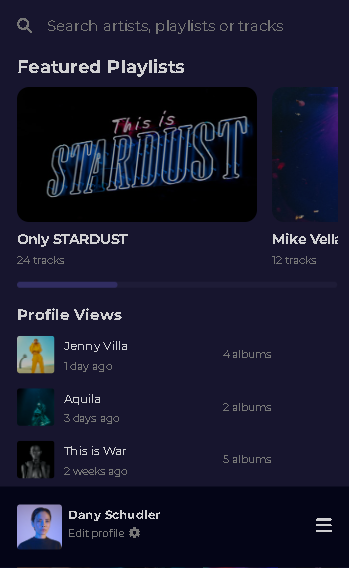 Search artists, playlists or tracks
Featured Playlists
This is
STARDUST
Only STARDUST
24 tracks
Mike Vella
12 tracks
Profile Views
Jenny Villa
1 day ago
4 albums
Aquila
3 days ago
2 albums
This is War
2 weeks ago
5 albums
Dany Schudler
Edit profile